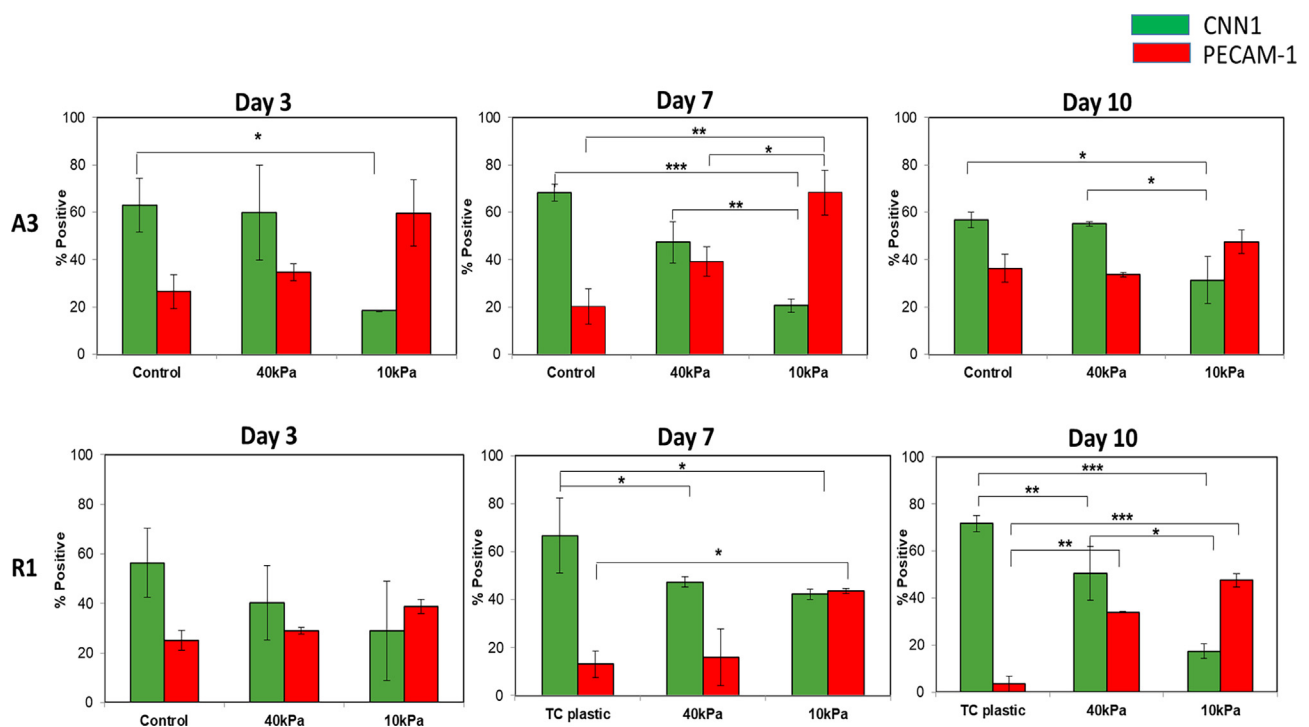 CNN1
PECAM-1
Day 3
Day 7
Day 10
A3
% Positive
100
80
60
40
20
0
*
Control
40kPa
10kPa
% Positive
100
80
60
40
20
0
**
*
***
**
Control
40kPa
10kPa
% Positive
100
80
60
40
20
0
*
*
Control
40kPa
10kPa
Day 3
Day 7
Day 10
R1
% Positive
100
80
60
40
20
0
Control
40kPa
10kPa
% Positive
100
80
60
40
20
0
*
*
*
TC plastic
40kPa
10kPa
% Positive
100
80
60
40
20
0
***
**
***
**
*
TC plastic
40kPa
10kPa